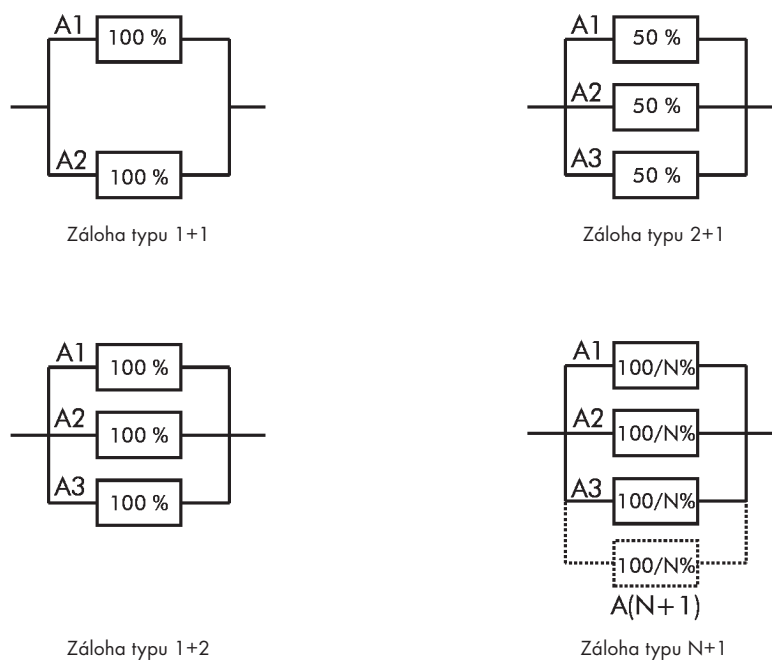 A1
100 %
A2
100 %
Záloha typu 1+1
A1
50 %
A2
50 %
A3
50 %
Záloha typu 2+1
A1
100 %
A2
100 %
A3
100 %
Záloha typu 1+2
A1
100/N%
A2
100/N%
A3
100/N%
100/N%
A(N+1)
Záloha typu N+1